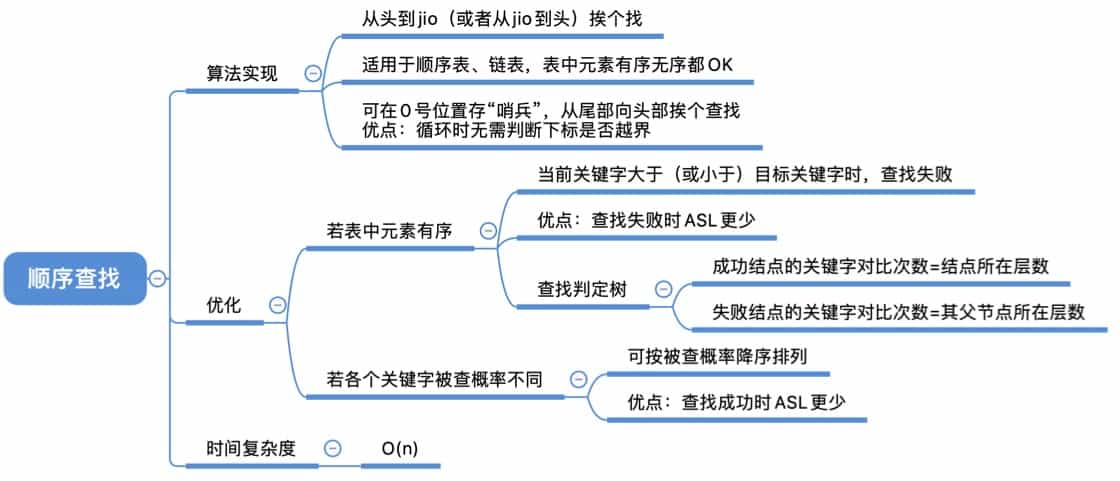 顺序查找
算法实现
从头到jio（或者从jio到头）挨个找
适用于顺序表、链表，表中元素有序无序都OK
可在0号位置存“哨兵”，从尾部向头部挨个查找
优点：循环时无需判断下标是否越界
优化
若表中元素有序
当前关键字大于（或小于）目标关键字时，查找失败
优点：查找失败时ASL更少
查找判定树
成功结点的关键字对比次数=结点所在层数
失败结点的关键字对比次数=其父节点所在层数
若各个关键字被查概率不同
可按被查概率降序排列
优点：查找成功时ASL更少
时间复杂度
O(n)